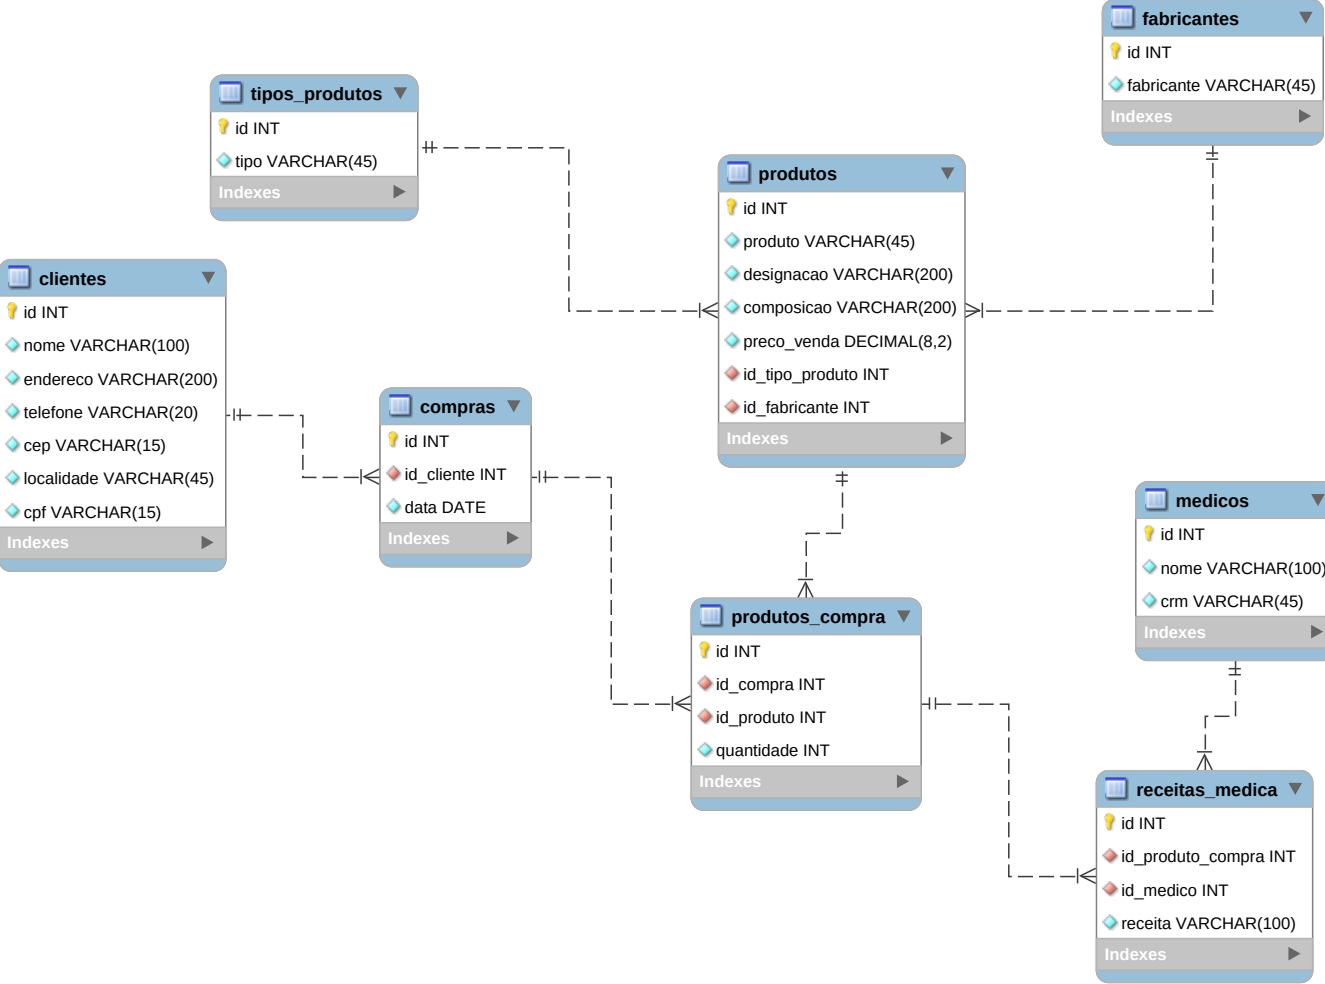 fabricantes
id INT
fabricante VARCHAR(45)
Indexes
tipos_produtos
id INT
tipo VARCHAR(45)
Indexes
produtos
id INT
produto VARCHAR(45)
designacao VARCHAR(200)
composicao VARCHAR(200)
preco_venda DECIMAL(8,2)
id_tipo_produto INT
id_fabricante INT
Indexes
clientes
id INT
nome VARCHAR(100)
endereco VARCHAR(200)
telefone VARCHAR(20)
cep VARCHAR(15)
localidade VARCHAR(45)
cpf VARCHAR(15)
Indexes
compras
id INT
id_cliente INT
data DATE
Indexes
medicos
id INT
nome VARCHAR(100)
crm VARCHAR(45)
Indexes
produtos_compra
id INT
id_compra INT
id_produto INT
quantidade INT
Indexes
receitas_medica
id INT
id_produto_compra INT
id_medico INT
receita VARCHAR(100)
Indexes